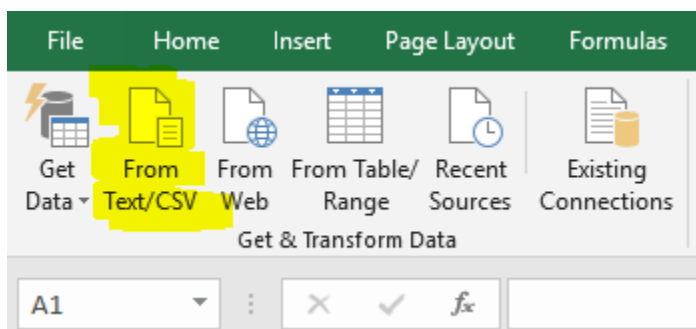 File Home Insert Page Layout Formulas
Get From From From Table/ Recent Existing
Data Text/CSV Web Range Sources Connections
Get & Transform Data
A1 fx